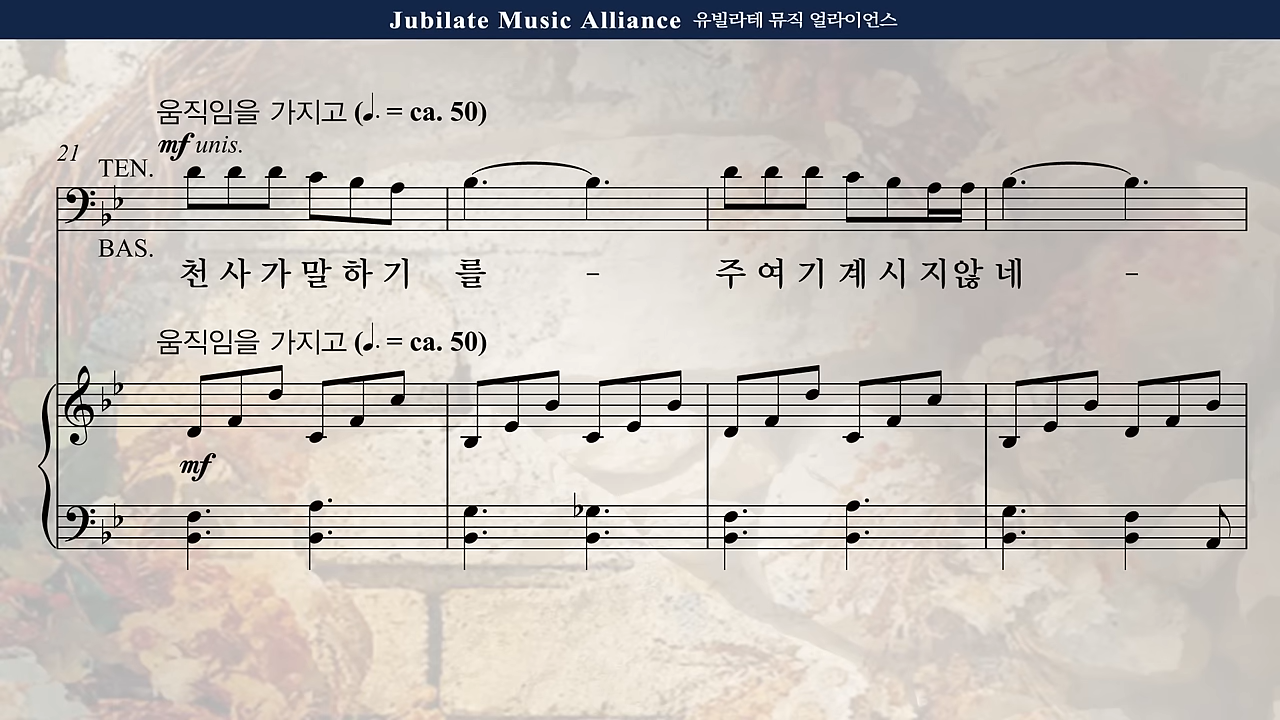 Jubilate Music Alliance 유빌라테 뮤직 얼라이언스
움직임을 가지고 (♩. = ca. 50)
mf unis.
21
TEN.
BAS.
천 사 가 말 하 기 를 - 주 여 기 계 시 지 않 네 -
움직임을 가지고 (♩. = ca. 50)
mf